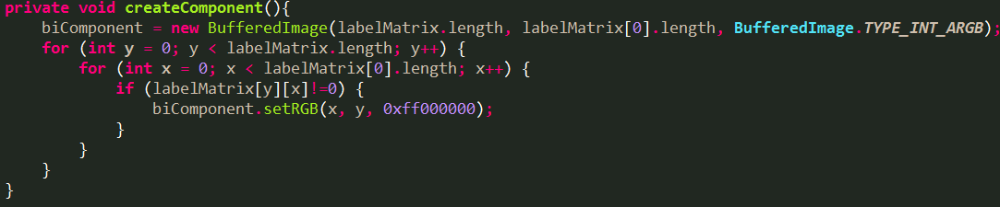 private void createComponent(){
    biComponent = new BufferedImage(labelMatrix.length, labelMatrix[0].length, BufferedImage.TYPE_INT_ARGB);
    for (int y = 0; y < labelMatrix.length; y++) {
        for (int x = 0; x < labelMatrix[0].length; x++) {
            if (labelMatrix[y][x]!=0) {
                biComponent.setRGB(x, y, 0xff000000);
            }
        }
    }
}